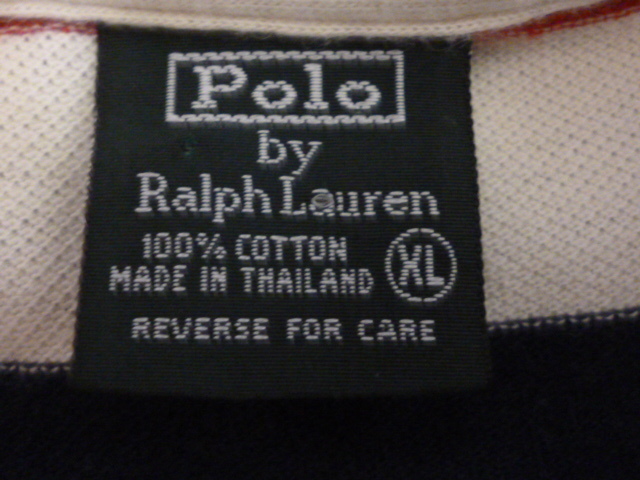 Polo
by
Ralph Lauren
100% COTTON
MADE IN THAILAND
XL
REVERSE FOR CARE